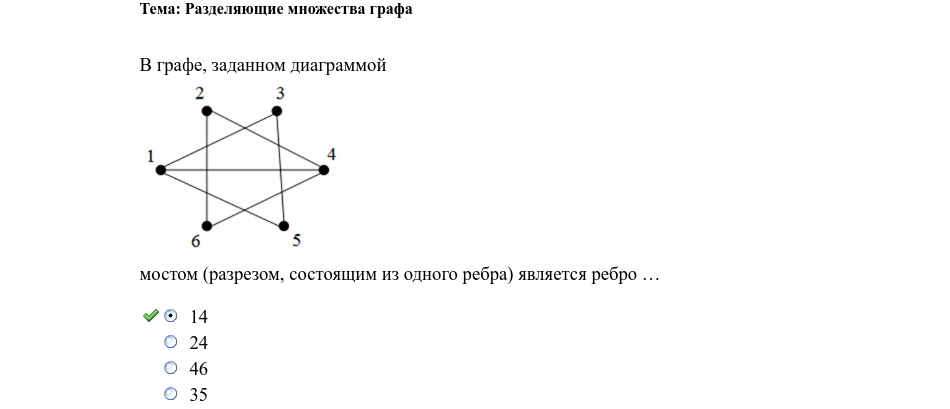 Тема: Разделяющие множества графа
В графе, заданном диаграммой
2 3
1 4
6 5
мостом (разрезом, состоящим из одного ребра) является ребро …
14
24
46
35